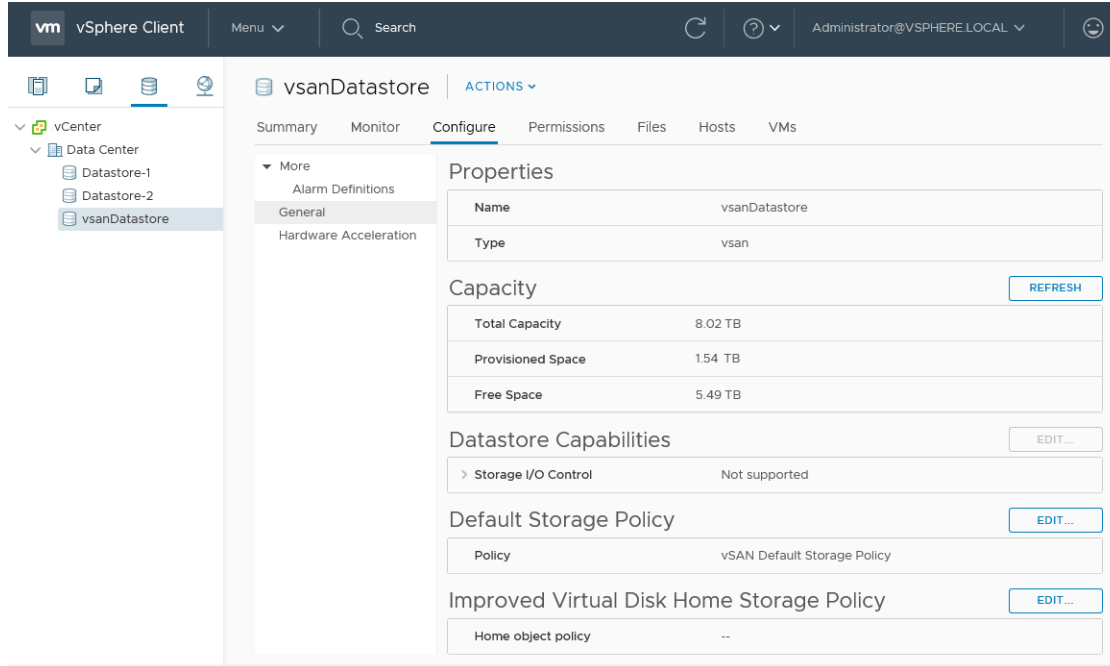 vm vSphere Client Menu Search Administrator@VSPHERE.LOCAL
vCenter
Data Center
Datastore-1
Datastore-2
vsanDatastore
vsanDatastore ACTIONS
Summary Monitor Configure Permissions Files Hosts VMs
More
Alarm Definitions
General
Hardware Acceleration
Properties
Name vsanDatastore
Type vsan
Capacity REFRESH
Total Capacity 8.02 TB
Provisioned Space 1.54 TB
Free Space 5.49 TB
Datastore Capabilities EDIT...
Storage I/O Control Not supported
Default Storage Policy EDIT...
Policy vSAN Default Storage Policy
Improved Virtual Disk Home Storage Policy EDIT...
Home object policy --